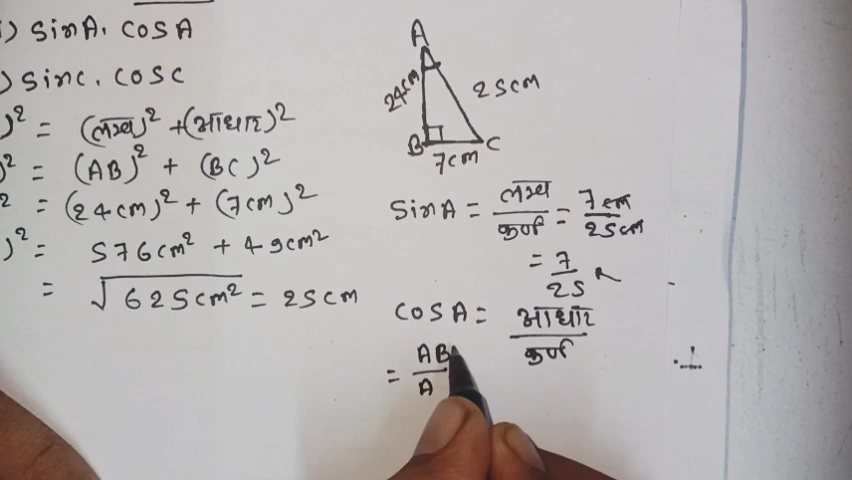 i) SinA. COSA
) Sinc. COSC
)² = (लम्ब)² + (आधार)²
)² = (AB)² + (BC)²
² = (24cm)² + (7cm)²
)² = 576cm² + 49cm²
= √625cm² = 25cm
A
24cm
25cm
B
C
7cm
SinA = लम्ब/कर्ण = 7cm/25cm
= 7/25
COSA = आधार/कर्ण
= AB/A